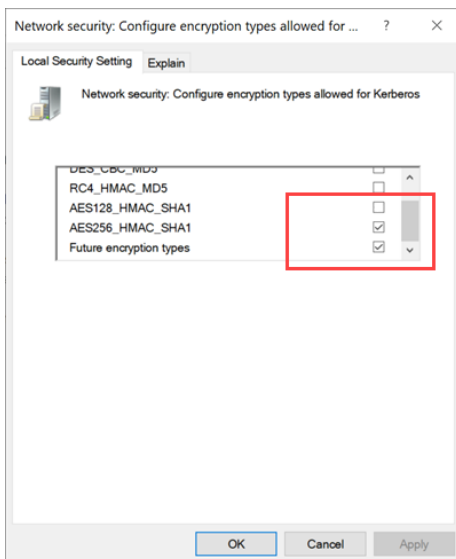 Network security: Configure encryption types allowed for ... ?
Local Security Setting Explain
Network security: Configure encryption types allowed for Kerberos
DES_CBC_MD5
RC4_HMAC_MD5
AES128_HMAC_SHA1
AES256_HMAC_SHA1
Future encryption types
OK Cancel Apply